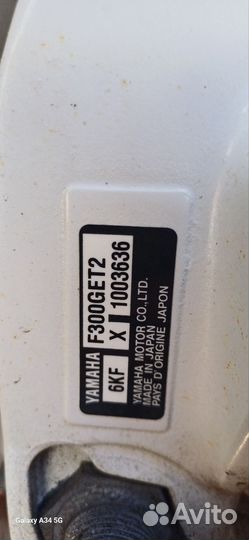 YAMAHA F300GET2
6KF X 1003636
YAMAHA MOTOR CO.,LTD.
MADE IN JAPAN
PAYS D'ORIGINE JAPON
Galaxy A34 5G
Avito